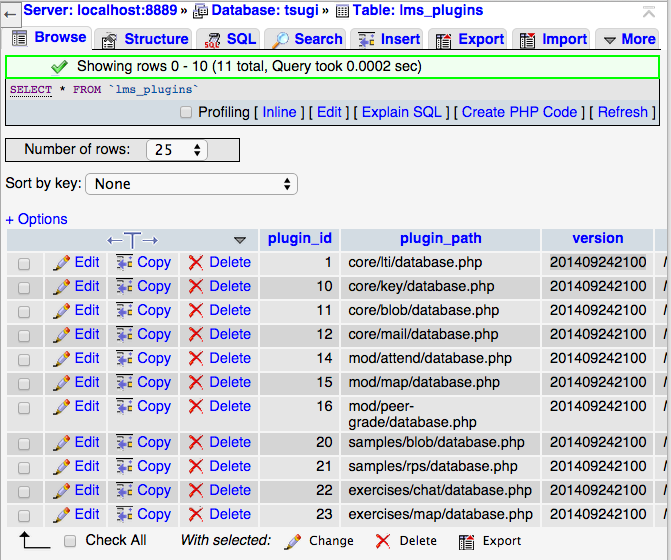 Server: localhost:8889 » Database: tsugi » Table: lms_plugins
Browse Structure SQL Search Insert Export Import More
Showing rows 0 - 10 (11 total, Query took 0.0002 sec)
SELECT * FROM `lms_plugins`
Profiling [ Inline ] [ Edit ] [ Explain SQL ] [ Create PHP Code ] [ Refresh ]
Number of rows: 25
Sort by key: None
+ Options
plugin_id plugin_path version
Edit Copy Delete 1 core/lti/database.php 201409242100
Edit Copy Delete 10 core/key/database.php 201409242100
Edit Copy Delete 11 core/blob/database.php 201409242100
Edit Copy Delete 12 core/mail/database.php 201409242100
Edit Copy Delete 14 mod/attend/database.php 201409242100
Edit Copy Delete 15 mod/map/database.php 201409242100
Edit Copy Delete 16 mod/peer- 201409242100
grade/database.php
Edit Copy Delete 20 samples/blob/database.php 201409242100
Edit Copy Delete 21 samples/rps/database.php 201409242100
Edit Copy Delete 22 exercises/chat/database.php 201409242100
Edit Copy Delete 23 exercises/map/database.php 201409242100
Check All With selected: Change Delete Export